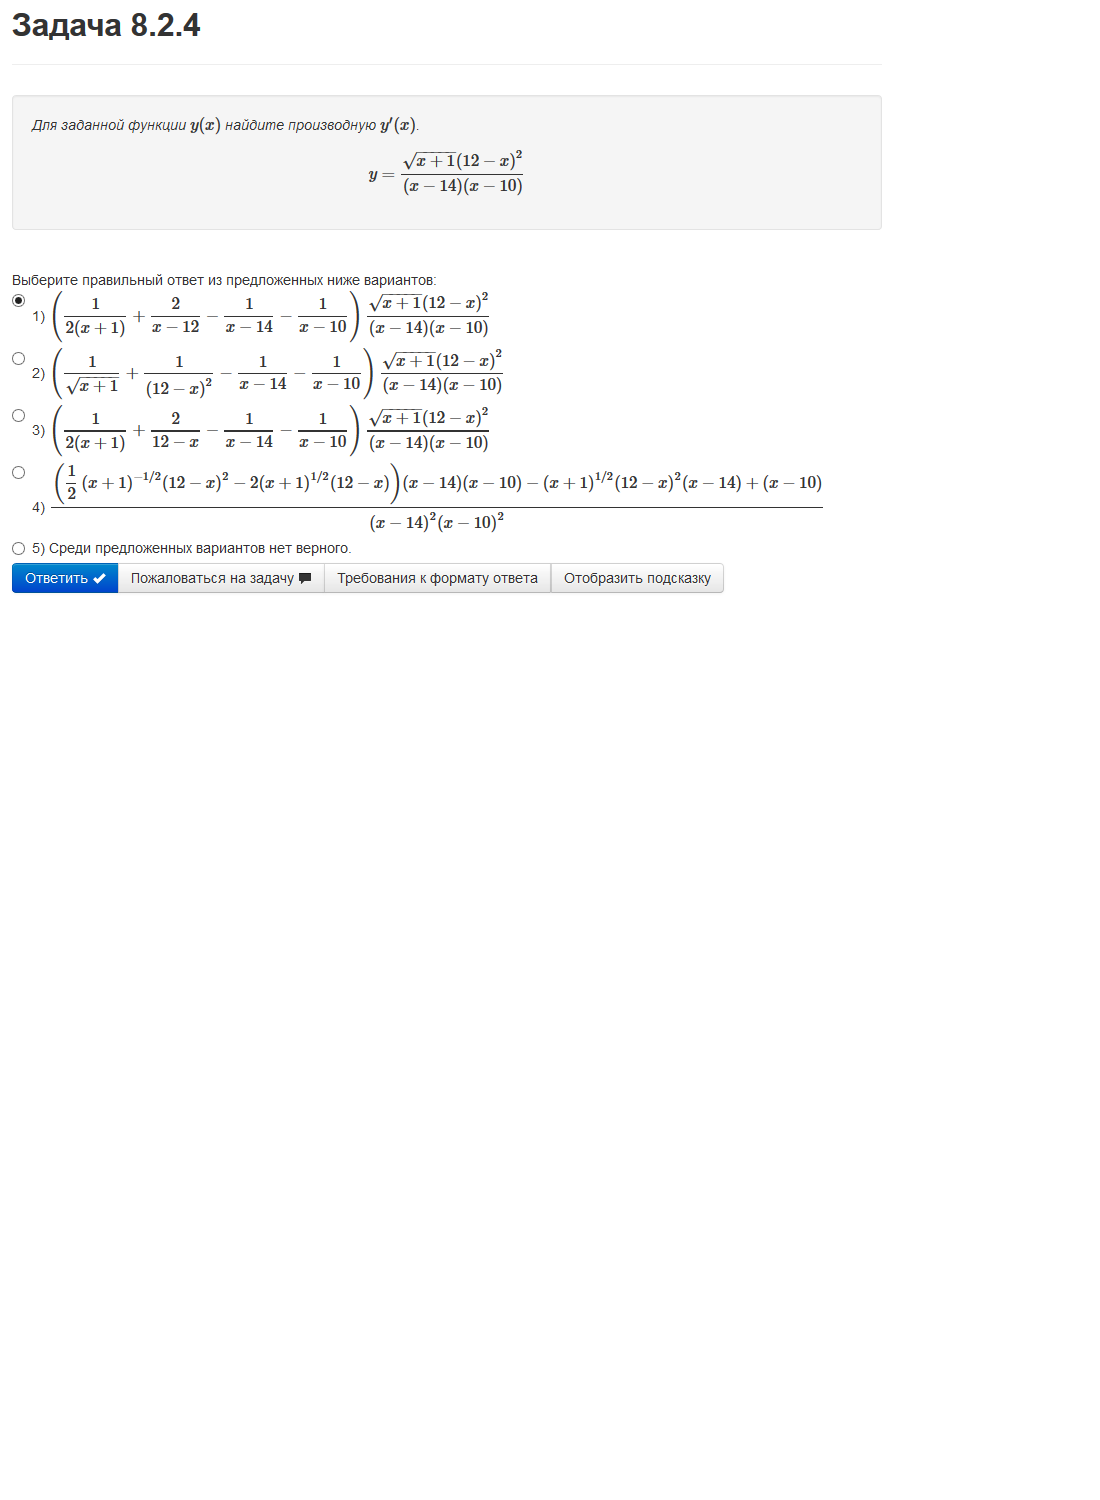 Задача 8.2.4
Для заданной функции y(x) найдите производную y′(x).
y = \frac{\sqrt{x+1}(12-x)^2}{(x-14)(x-10)}
Выберите правильный ответ из предложенных ниже вариантов:
1) \left(\frac{1}{2(x+1)} + \frac{2}{x-12} - \frac{1}{x-14} - \frac{1}{x-10}\right) \frac{\sqrt{x+1}(12-x)^2}{(x-14)(x-10)}
2) \left(\frac{1}{\sqrt{x+1}} + \frac{1}{(12-x)^2} - \frac{1}{x-14} - \frac{1}{x-10}\right) \frac{\sqrt{x+1}(12-x)^2}{(x-14)(x-10)}
3) \left(\frac{1}{2(x+1)} + \frac{2}{12-x} - \frac{1}{x-14} - \frac{1}{x-10}\right) \frac{\sqrt{x+1}(12-x)^2}{(x-14)(x-10)}
4) \frac{\left(\frac{1}{2}(x+1)^{-1/2}(12-x)^2 - 2(x+1)^{1/2}(12-x)\right)(x-14)(x-10) - (x+1)^{1/2}(12-x)^2(x-14)+(x-10)}{(x-14)^2(x-10)^2}
5) Среди предложенных вариантов нет верного.
Ответить Пожаловаться на задачу Требования к формату ответа Отобразить подсказку